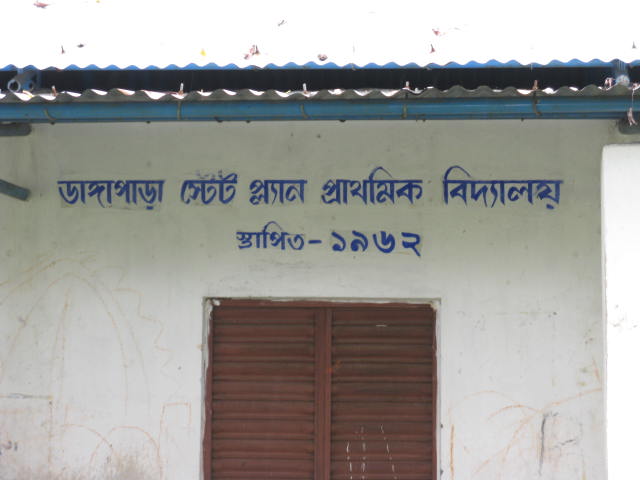 ডাঙ্গাপাড়া স্টেট প্ল্যান প্রাথমিক বিদ্যালয়
স্থাপিত - ১৯৬২